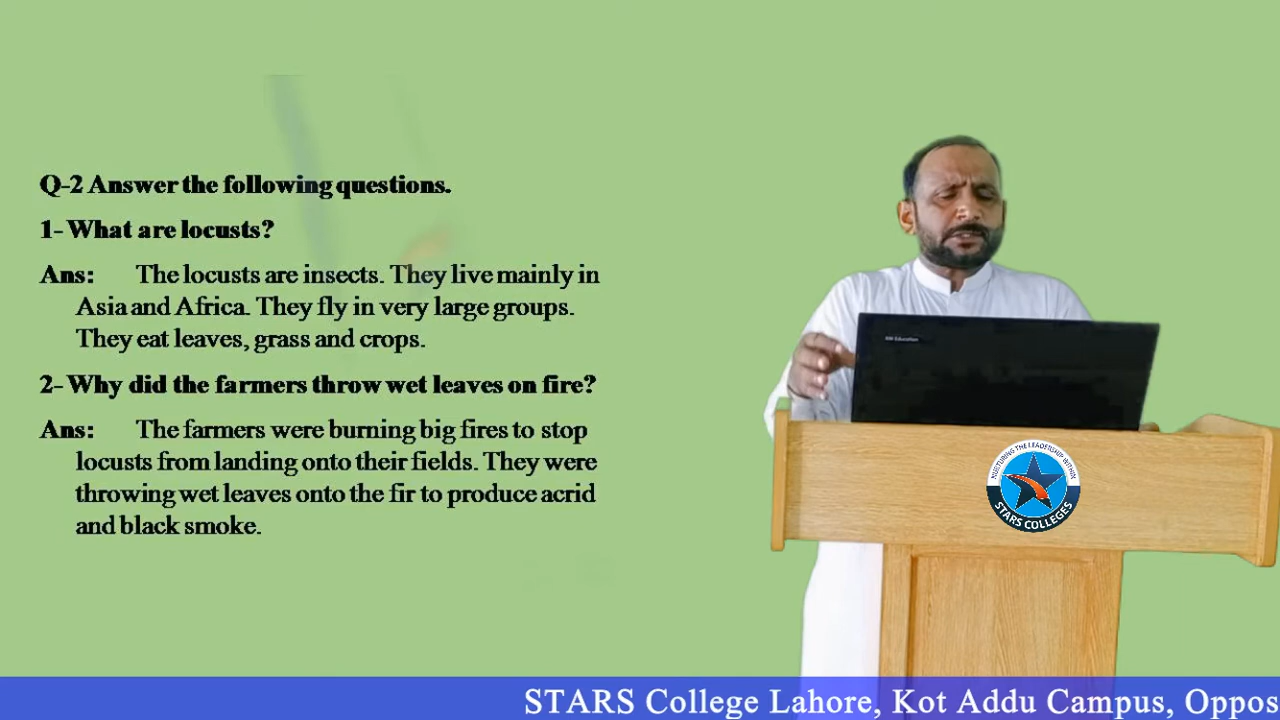 Q-2 Answer the following questions.
1- What are locusts?
Ans: The locusts are insects. They live mainly in
Asia and Africa. They fly in very large groups.
They eat leaves, grass and crops.
2- Why did the farmers throw wet leaves on fire?
Ans: The farmers were burning big fires to stop
locusts from landing onto their fields. They were
throwing wet leaves onto the fir to produce acrid
and black smoke.
NURTURING THE LEADERSHIP WITHIN
STARS COLLEGES
STARS College Lahore, Kot Addu Campus, Oppos